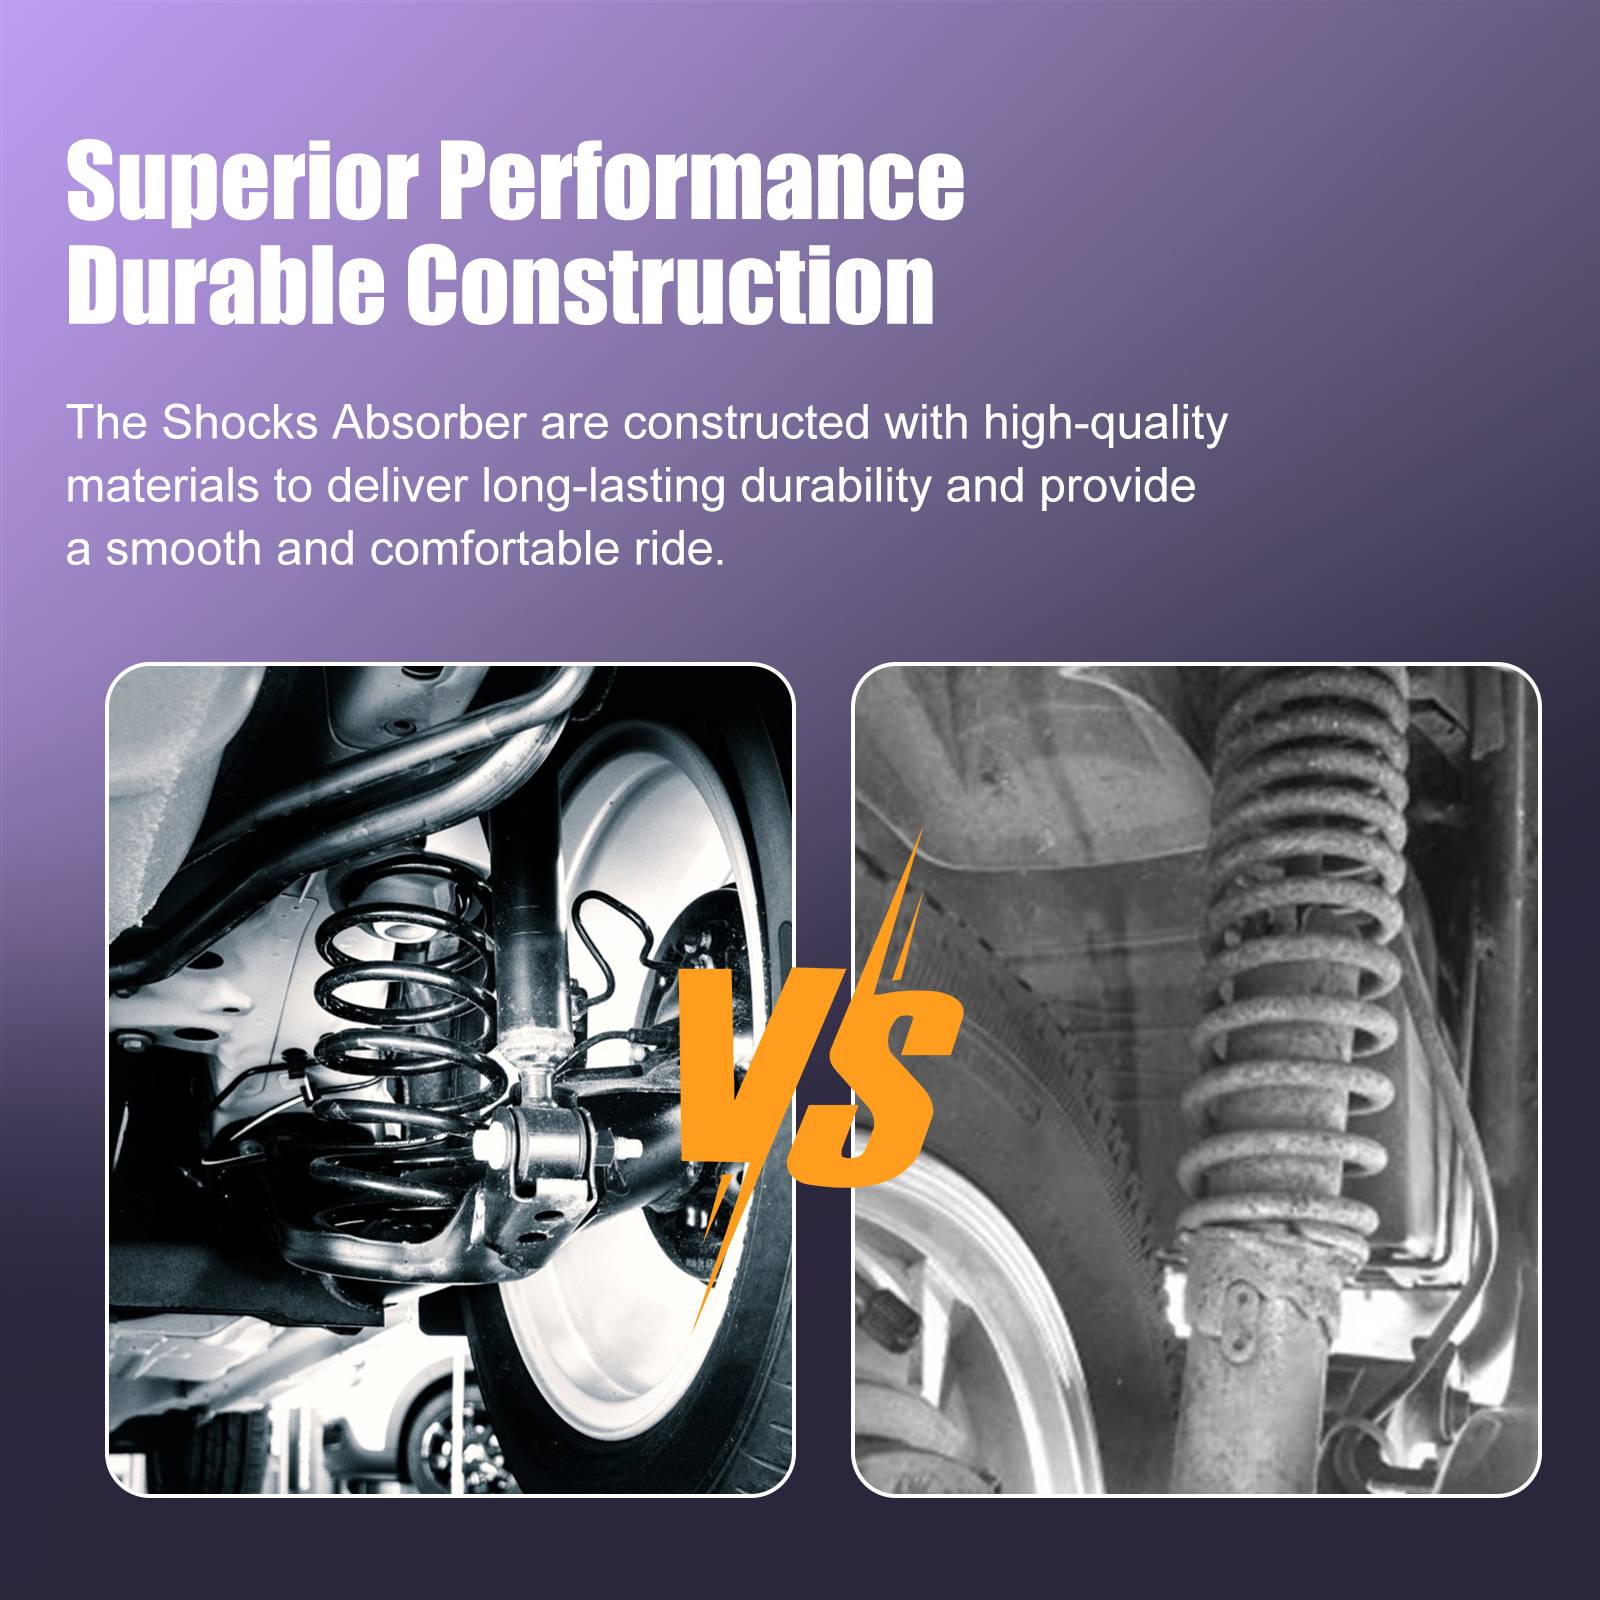 Superior Performance
Durable Construction
The Shocks Absorber are constructed with high-quality
materials to deliver long-lasting durability and provide
a smooth and comfortable ride.
VS